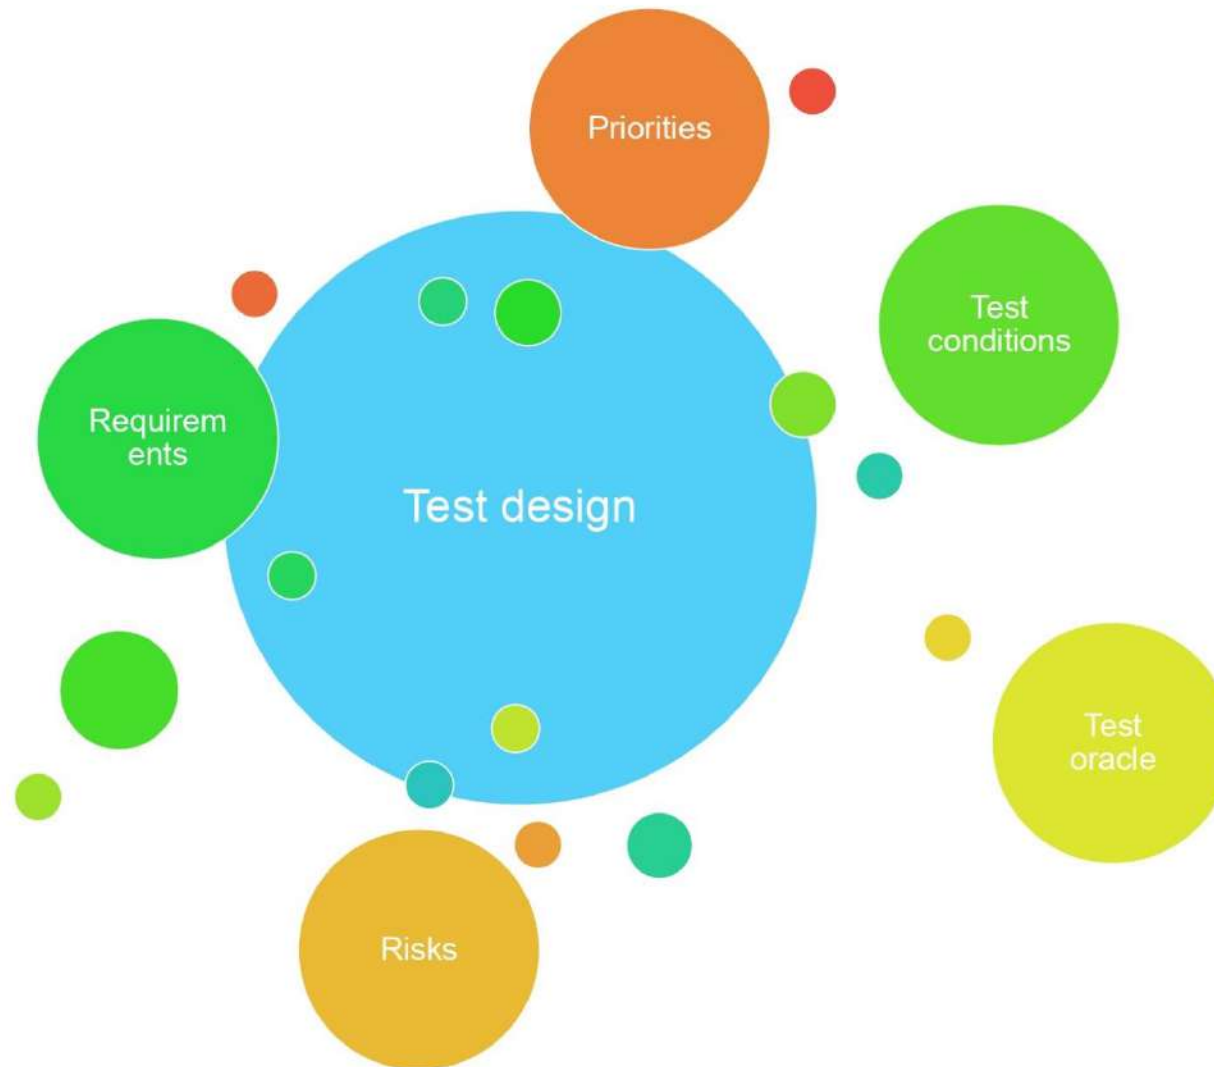 Priorities
Test
conditions
Requirem
ents
Test design
Test
oracle
Risks